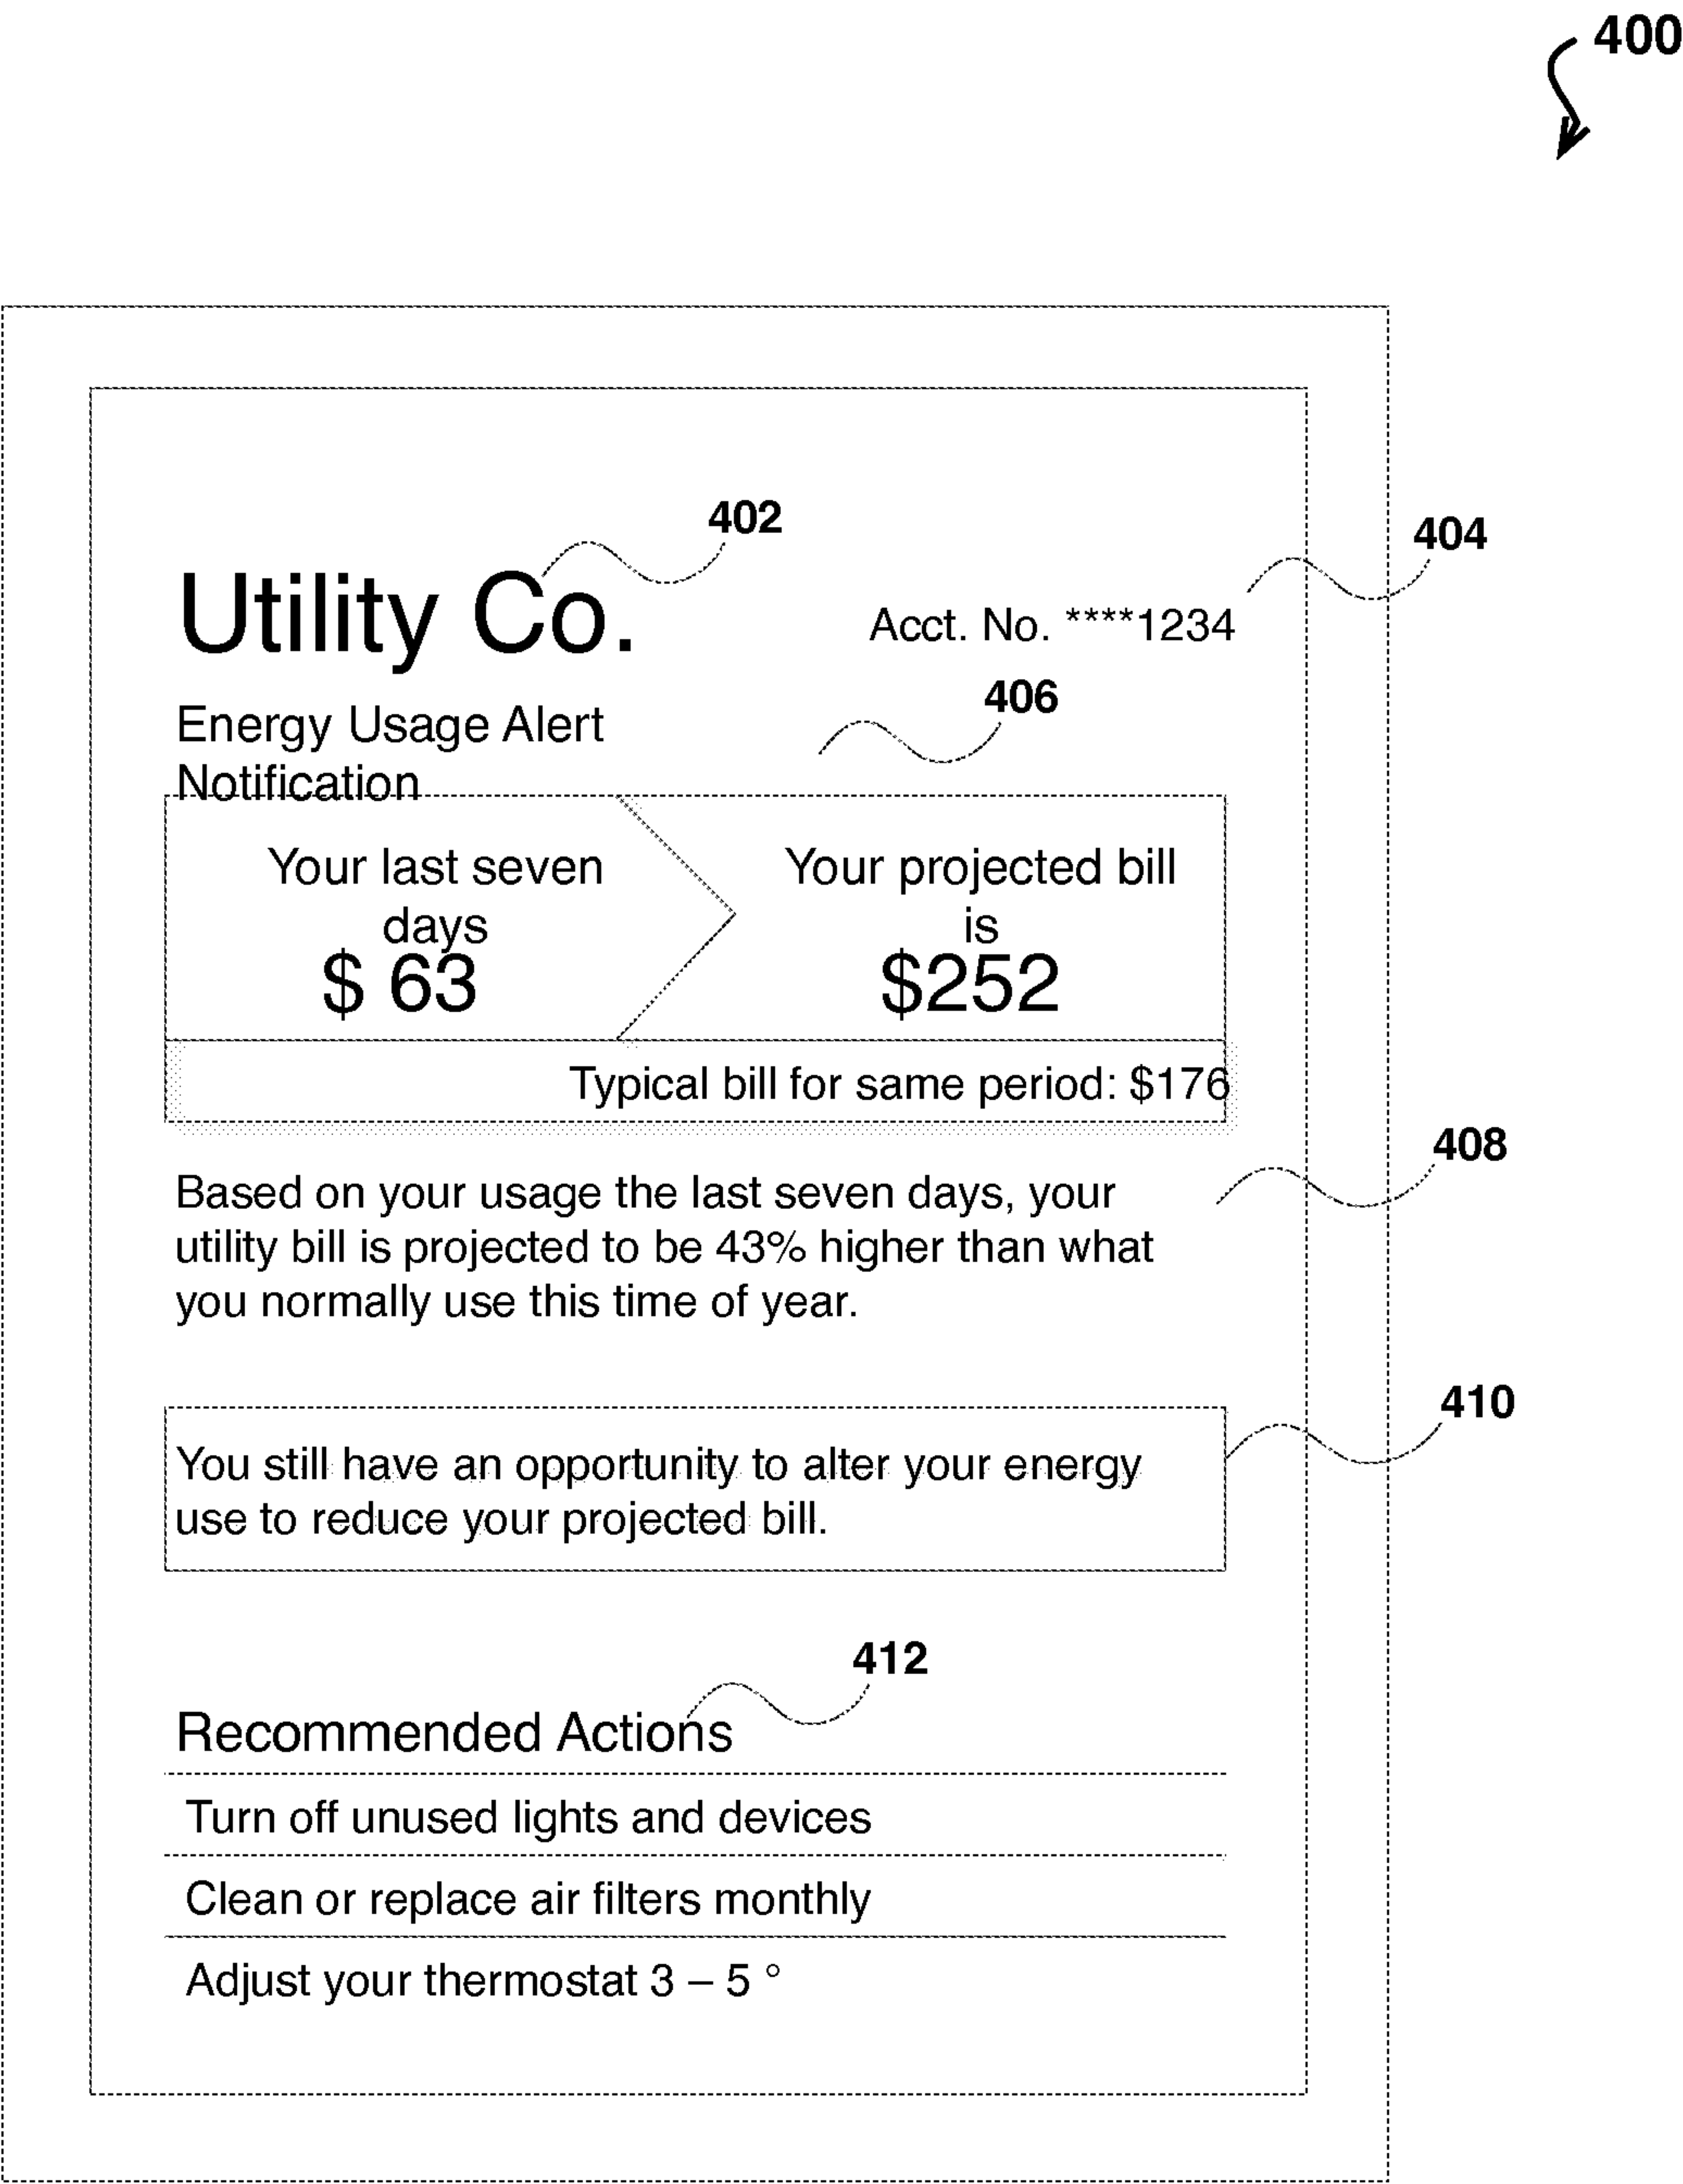 400
402
404
Utility Co.
Acct. No. ****1234
406
Energy Usage Alert
Notification
Your last seven
days
$ 63
Your projected bill
is
$252
Typical bill for same period: $176
408
Based on your usage the last seven days, your
utility bill is projected to be 43% higher than what
you normally use this time of year.
410
You still have an opportunity to alter your energy
use to reduce your projected bill.
412
Recommended Actions
Turn off unused lights and devices
Clean or replace air filters monthly
Adjust your thermostat 3 – 5 °